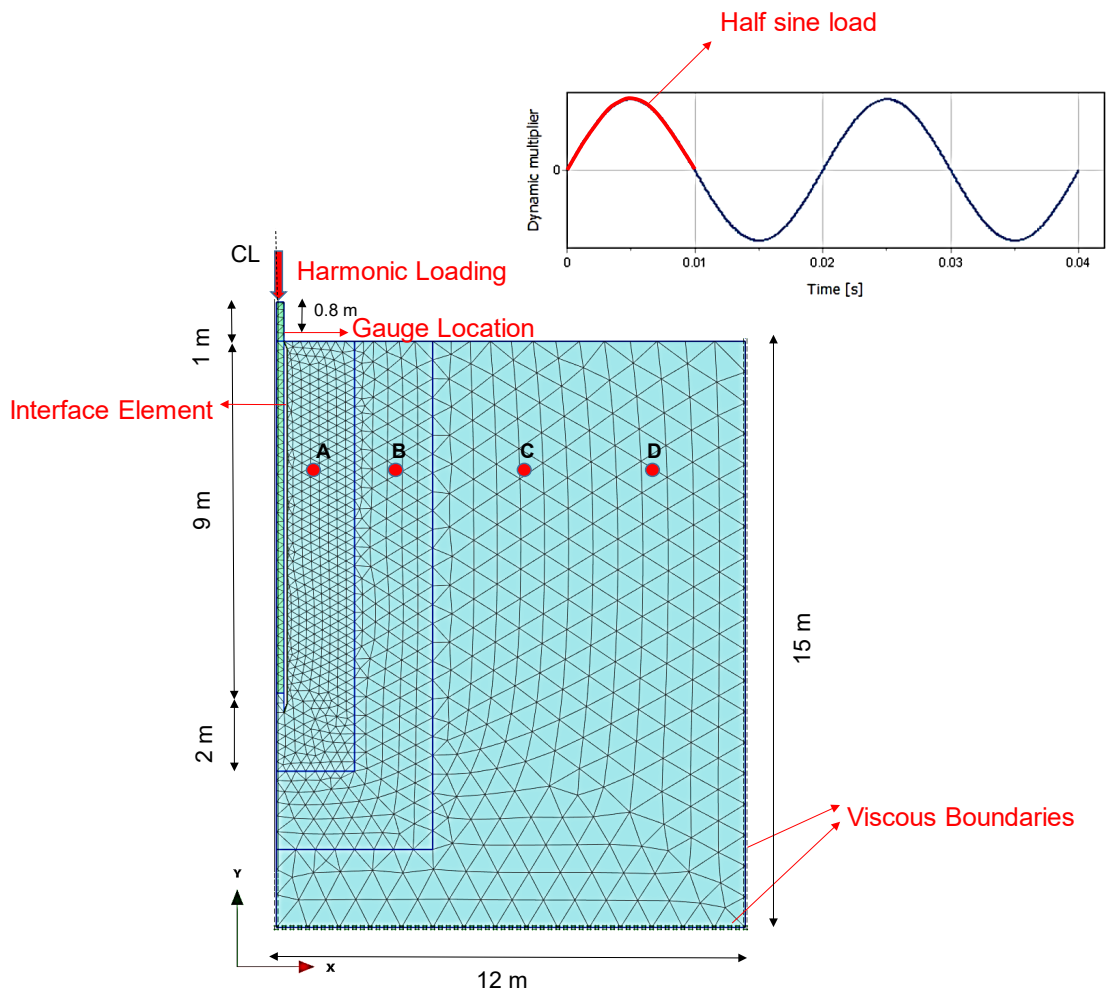 Half sine load
Dynamic multiplier
0
0 0.01 0.02 0.03 0.04
Time [s]
CL
Harmonic Loading
0.8 m
Gauge Location
1 m
Interface Element
A B C D
9 m
15 m
2 m
Viscous Boundaries
Y
x
12 m